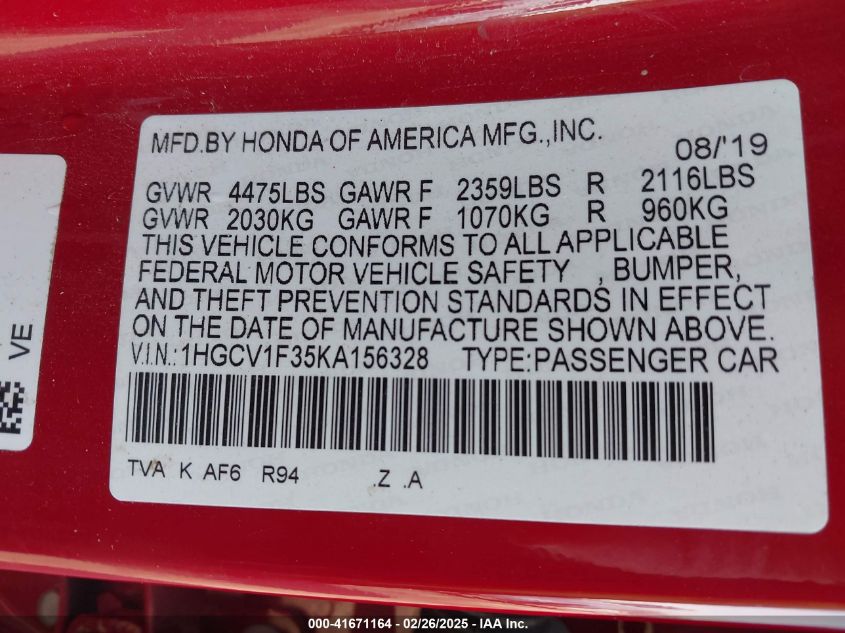 MFD.BY HONDA OF AMERICA MFG.,INC. 08/'19
GVWR 4475LBS GAWR F 2359LBS R 2116LBS
GVWR 2030KG GAWR F 1070KG R 960KG
THIS VEHICLE CONFORMS TO ALL APPLICABLE
FEDERAL MOTOR VEHICLE SAFETY , BUMPER,
AND THEFT PREVENTION STANDARDS IN EFFECT
ON THE DATE OF MANUFACTURE SHOWN ABOVE.
V.I.N.:1HGCV1F35KA156328 TYPE:PASSENGER CAR
TVA K AF6 R94 .Z .A
VE
000-41671164 - 02/26/2025 - IAA Inc.